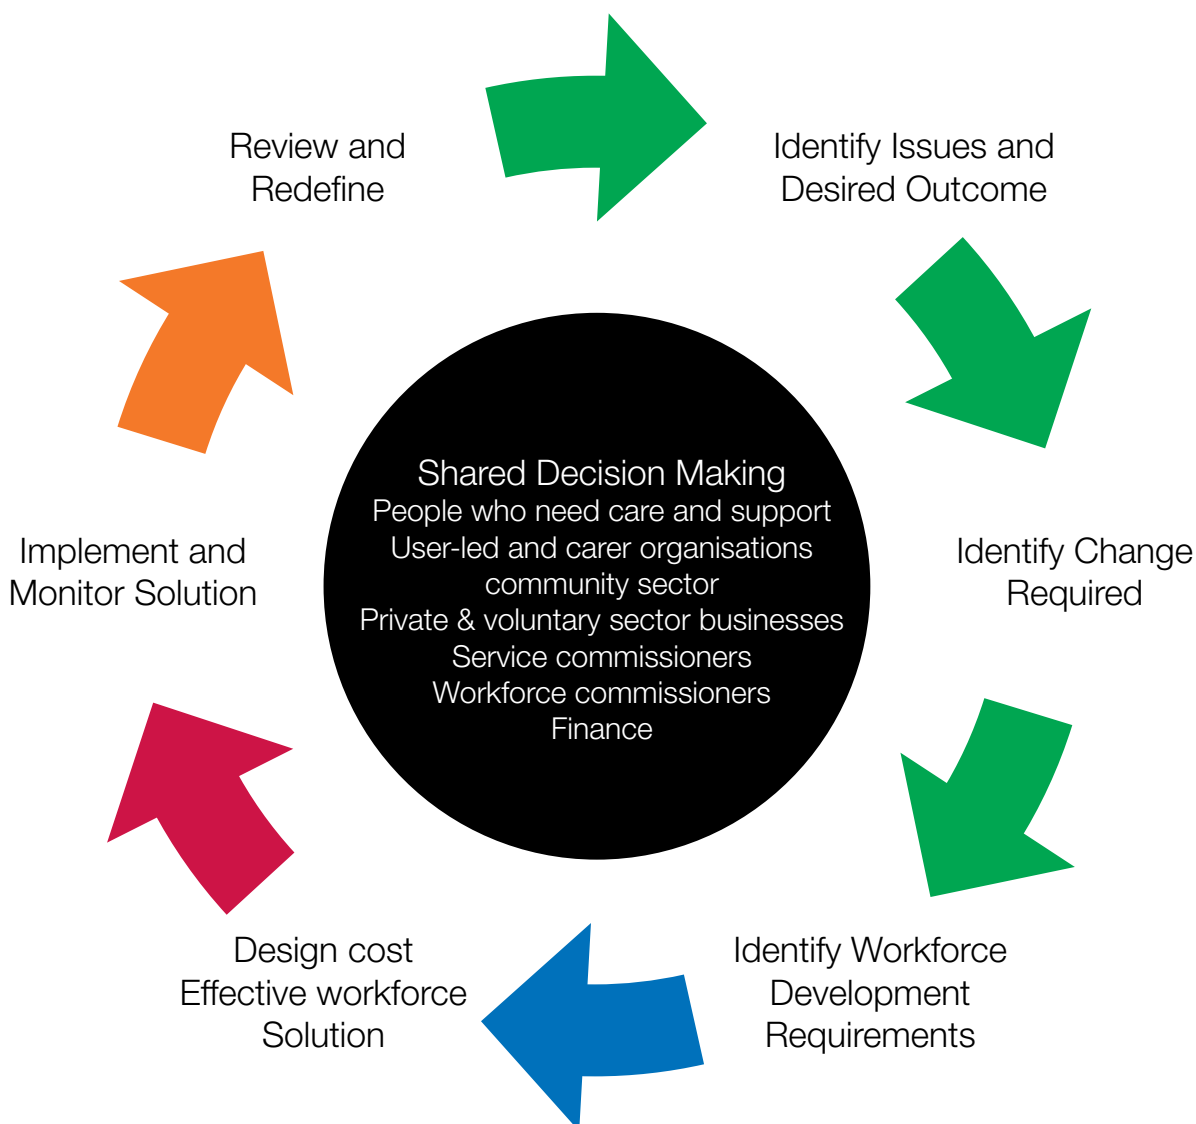 Review and
Redefine
Identify Issues and
Desired Outcome
Shared Decision Making
People who need care and support
User-led and carer organisations
community sector
Private & voluntary sector businesses
Service commissioners
Workforce commissioners
Finance
Implement and
Monitor Solution
Identify Change
Required
Design cost
Effective workforce
Solution
Identify Workforce
Development
Requirements